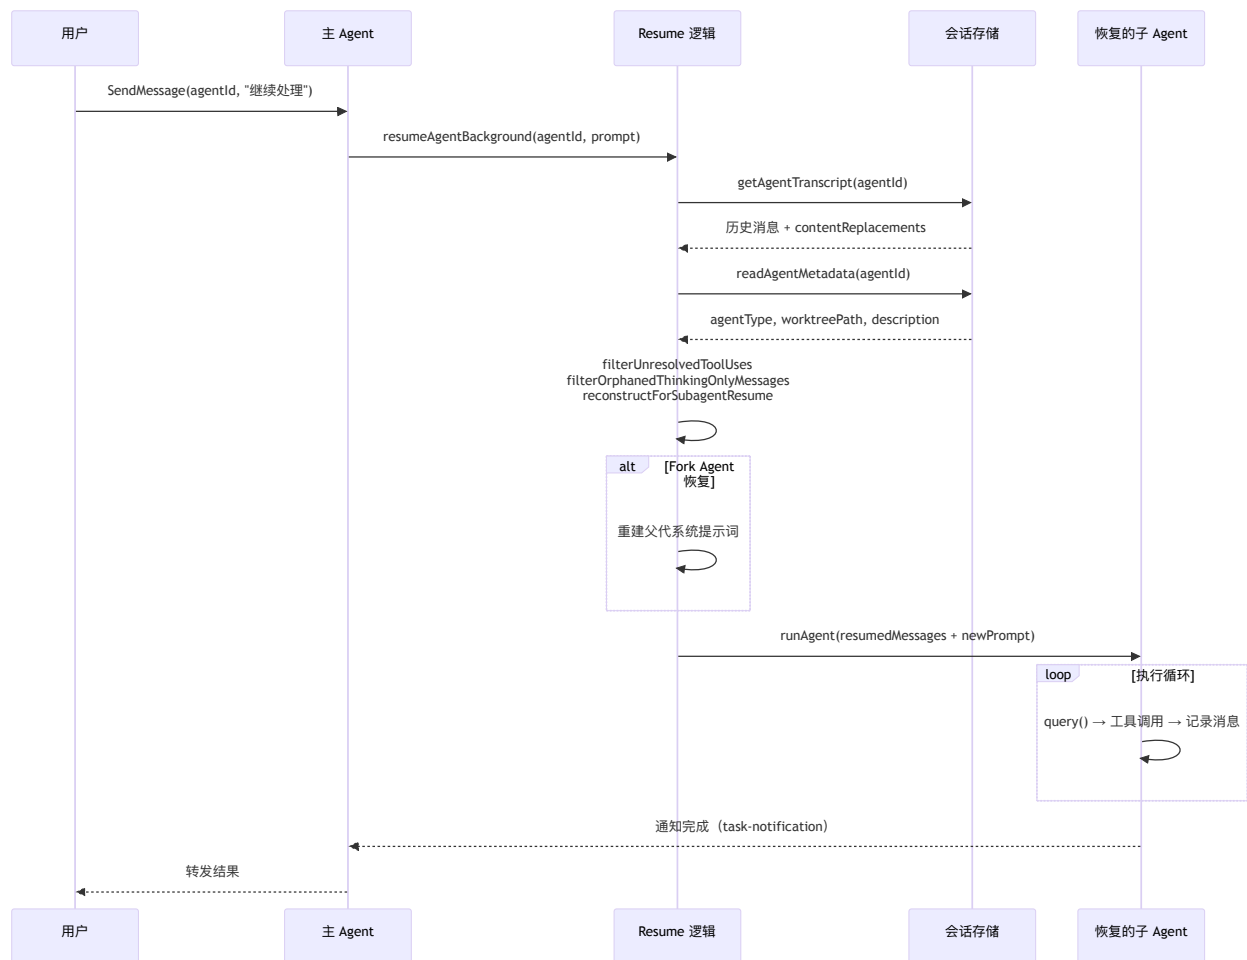 用户
主 Agent
Resume 逻辑
会话存储
恢复的子 Agent
SendMessage(agentId, "继续处理")
resumeAgentBackground(agentId, prompt)
getAgentTranscript(agentId)
历史消息 + contentReplacements
readAgentMetadata(agentId)
agentType, worktreePath, description
filterUnresolvedToolUses
filterOrphanedThinkingOnlyMessages
reconstructForSubagentResume
alt
[Fork Agent
恢复]
重建父代系统提示词
runAgent(resumedMessages + newPrompt)
loop
[执行循环]
query() → 工具调用 → 记录消息
通知完成（task-notification）
转发结果
用户
主 Agent
Resume 逻辑
会话存储
恢复的子 Agent